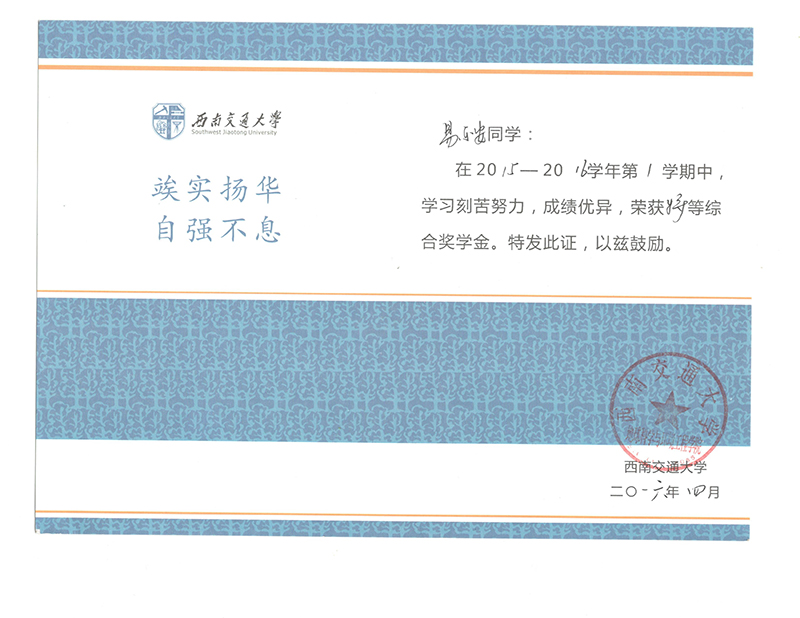 西南交通大学
Southwest Jiaotong University
竢实扬华
自强不息
易同学：
在2015—2016学年第1学期中，
学习刻苦努力，成绩优异，荣获等综
合奖学金。特发此证，以兹鼓励。
西南交通大学
西南交通大学
二〇一六年四月